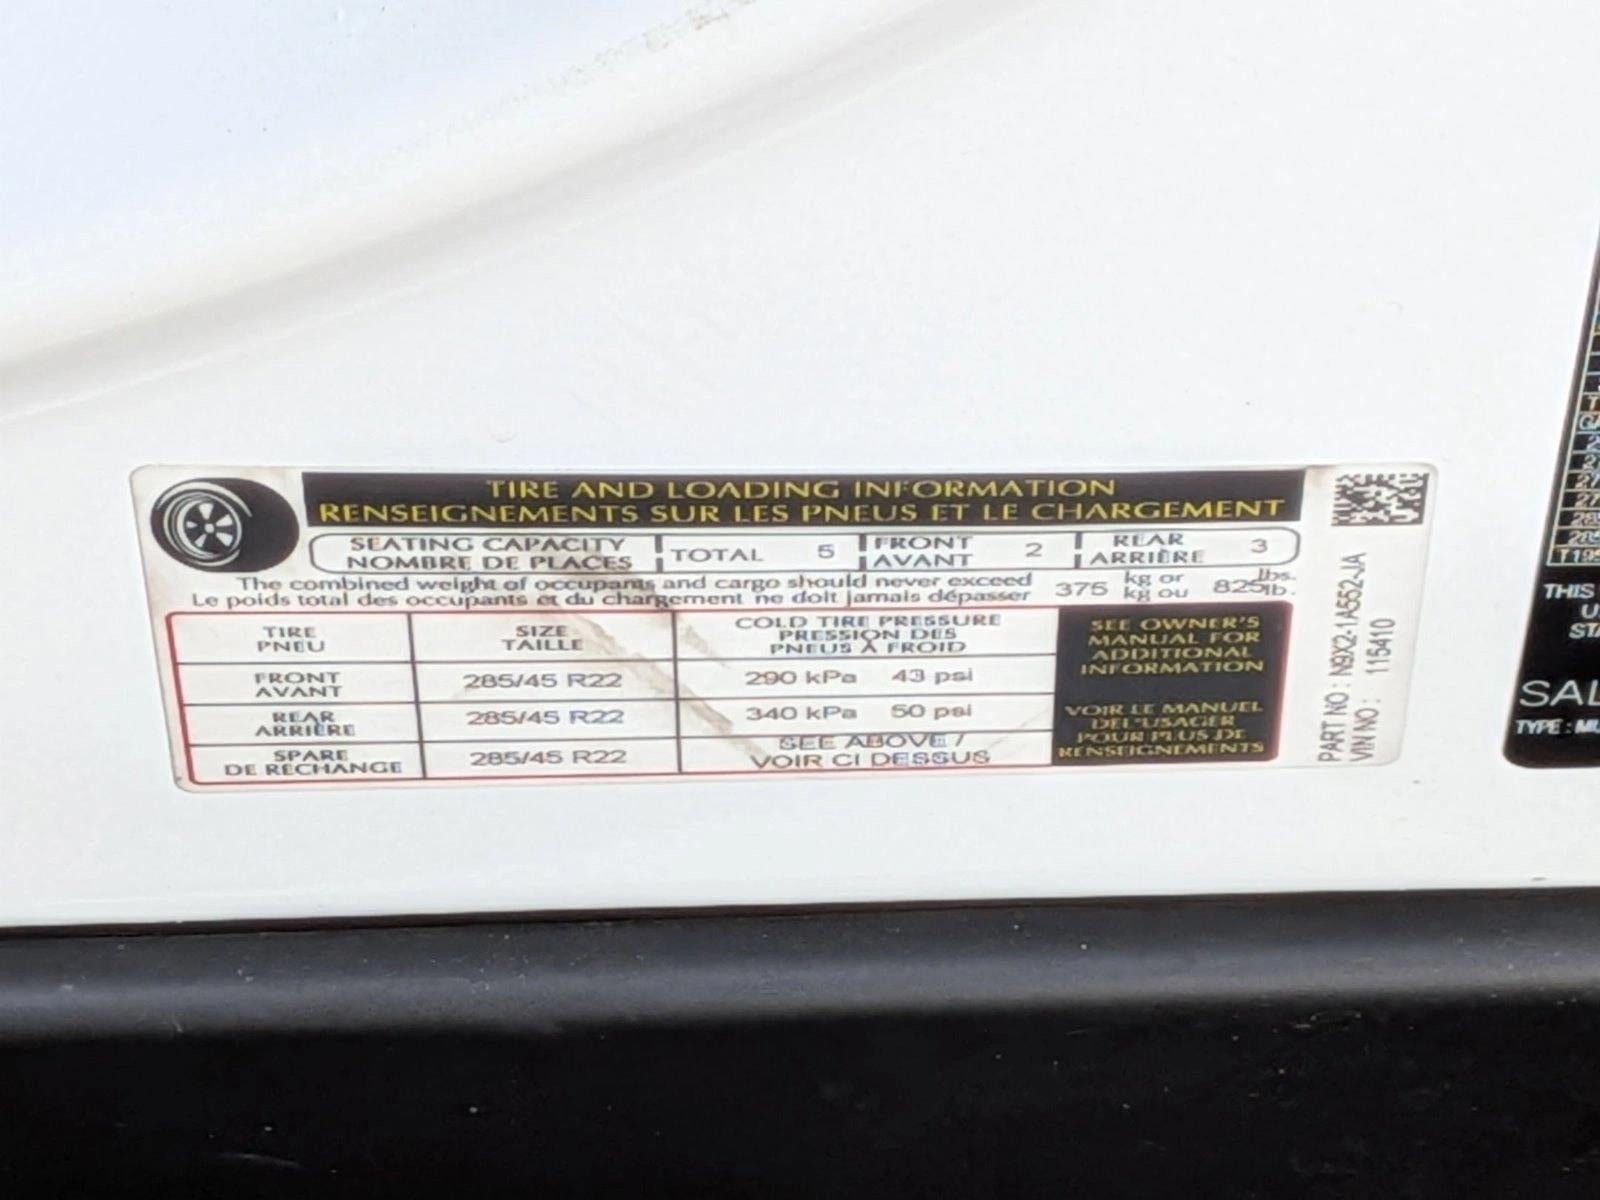 TIRE AND LOADING INFORMATION
RENSEIGNEMENTS SUR LES PNEUS ET LE CHARGEMENT
SEATING CAPACITY
NOMBRE DE PLACES
TOTAL 5
FRONT
AVANT 2
REAR
ARRIÈRE 3
The combined weight of occupants and cargo should never exceed
Le poids total des occupants et du chargement ne doit jamais dépasser
375 kg or
kg ou
825 lbs.
lb.
TIRE
PNEU
SIZE
TAILLE
COLD TIRE PRESSURE
PRESSION DES
PNEUS À FROID
FRONT
AVANT
285/45 R22
290 kPa 43 psi
REAR
ARRIÈRE
285/45 R22
340 kPa 50 psi
SPARE
DE RECHANGE
285/45 R22
SEE ABOVE /
VOIR CI DESSUS
SEE OWNER'S
MANUAL FOR
ADDITIONAL
INFORMATION
VOIR LE MANUEL
DE L'USAGER
POUR PLUS DE
RENSEIGNEMENTS
PART NO : N9X2-1A552-JA
VIN NO : 115410
THIS
SAL
TYPE : MU